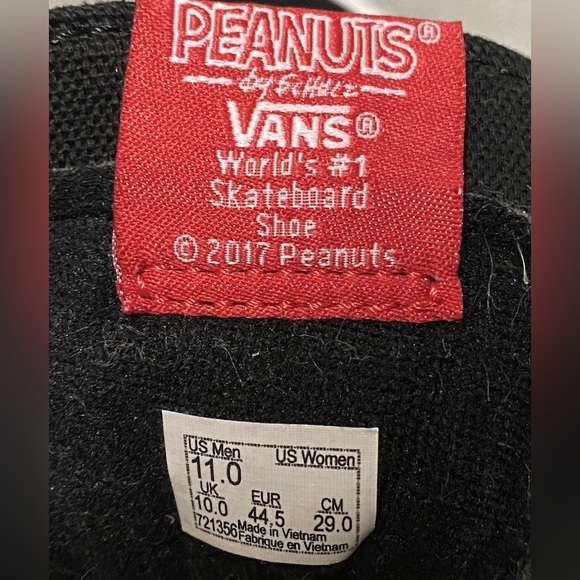 PEANUTS®
by Schulz
VANS®
World's #1
Skateboard
Shoe
© 2017 Peanuts
US Men US Women
11.0
UK EUR CM
10.0 44.5 29.0
721356 Made in Vietnam
Fabrique en Vietnam